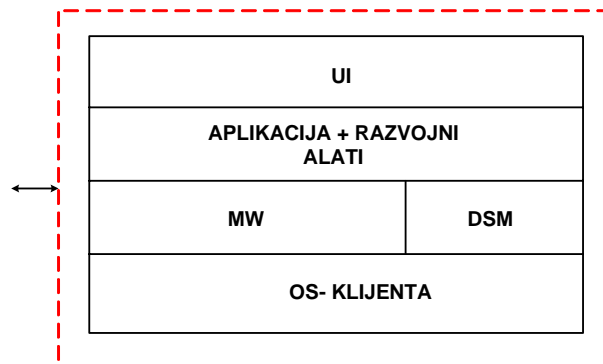 UI
APLIKACIJA + RAZVOJNI
ALATI
MW
DSM
OS- KLIJENTA